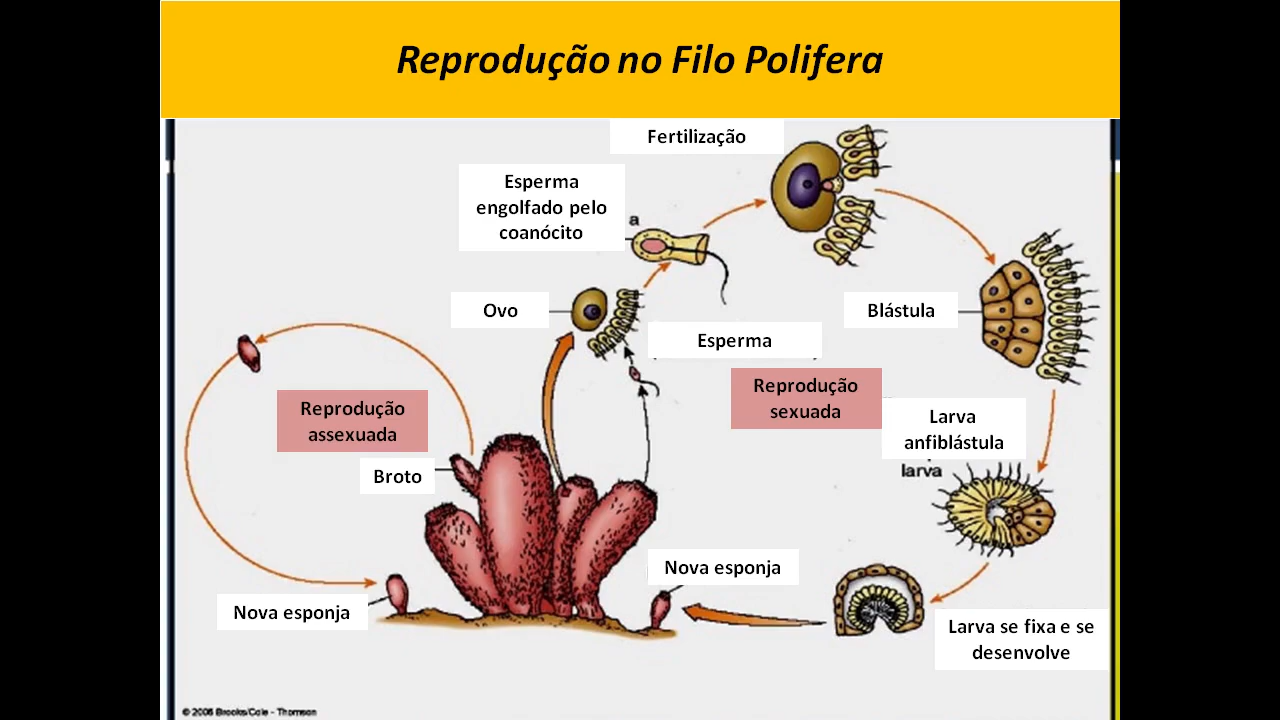 Reprodução no Filo Polifera
Fertilização
Esperma
engolfado pelo
coanócito
a
Ovo
Esperma
Blástula
Reprodução
sexuada
Reprodução
assexuada
Larva
anfiblástula
larva
Broto
Nova esponja
Nova esponja
Larva se fixa e se
desenvolve
© 2006 Brooks/Cole - Thomson